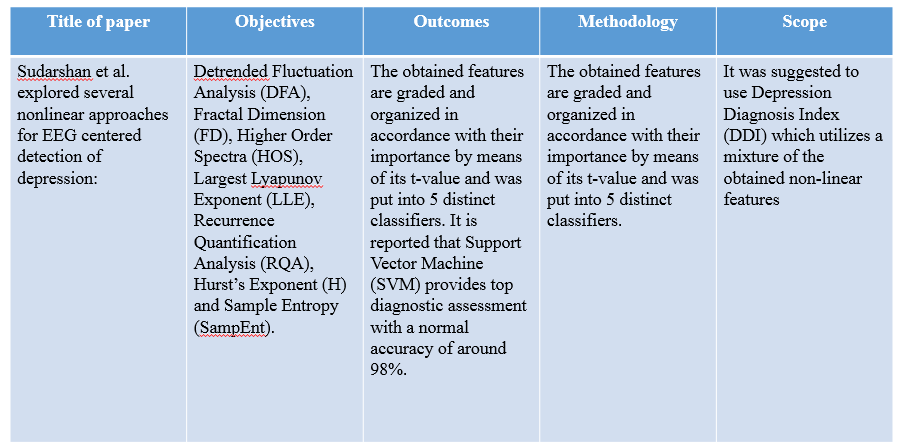 Title of paper
Objectives
Outcomes
Methodology
Scope
Sudarshan et al.
explored several
nonlinear approaches
for EEG centered
detection of
depression:
Detrended Fluctuation
Analysis (DFA),
Fractal Dimension
(FD), Higher Order
Spectra (HOS),
Largest Lyapunov
Exponent (LLE),
Recurrence
Quantification
Analysis (RQA),
Hurst’s Exponent (H)
and Sample Entropy
(SampEnt).
The obtained features
are graded and
organized in
accordance with their
importance by means
of its t-value and was
put into 5 distinct
classifiers. It is
reported that Support
Vector Machine
(SVM) provides top
diagnostic assessment
with a normal
accuracy of around
98%.
The obtained features
are graded and
organized in
accordance with their
importance by means
of its t-value and was
put into 5 distinct
classifiers.
It was suggested to
use Depression
Diagnosis Index
(DDI) which utilizes a
mixture of the
obtained non-linear
features